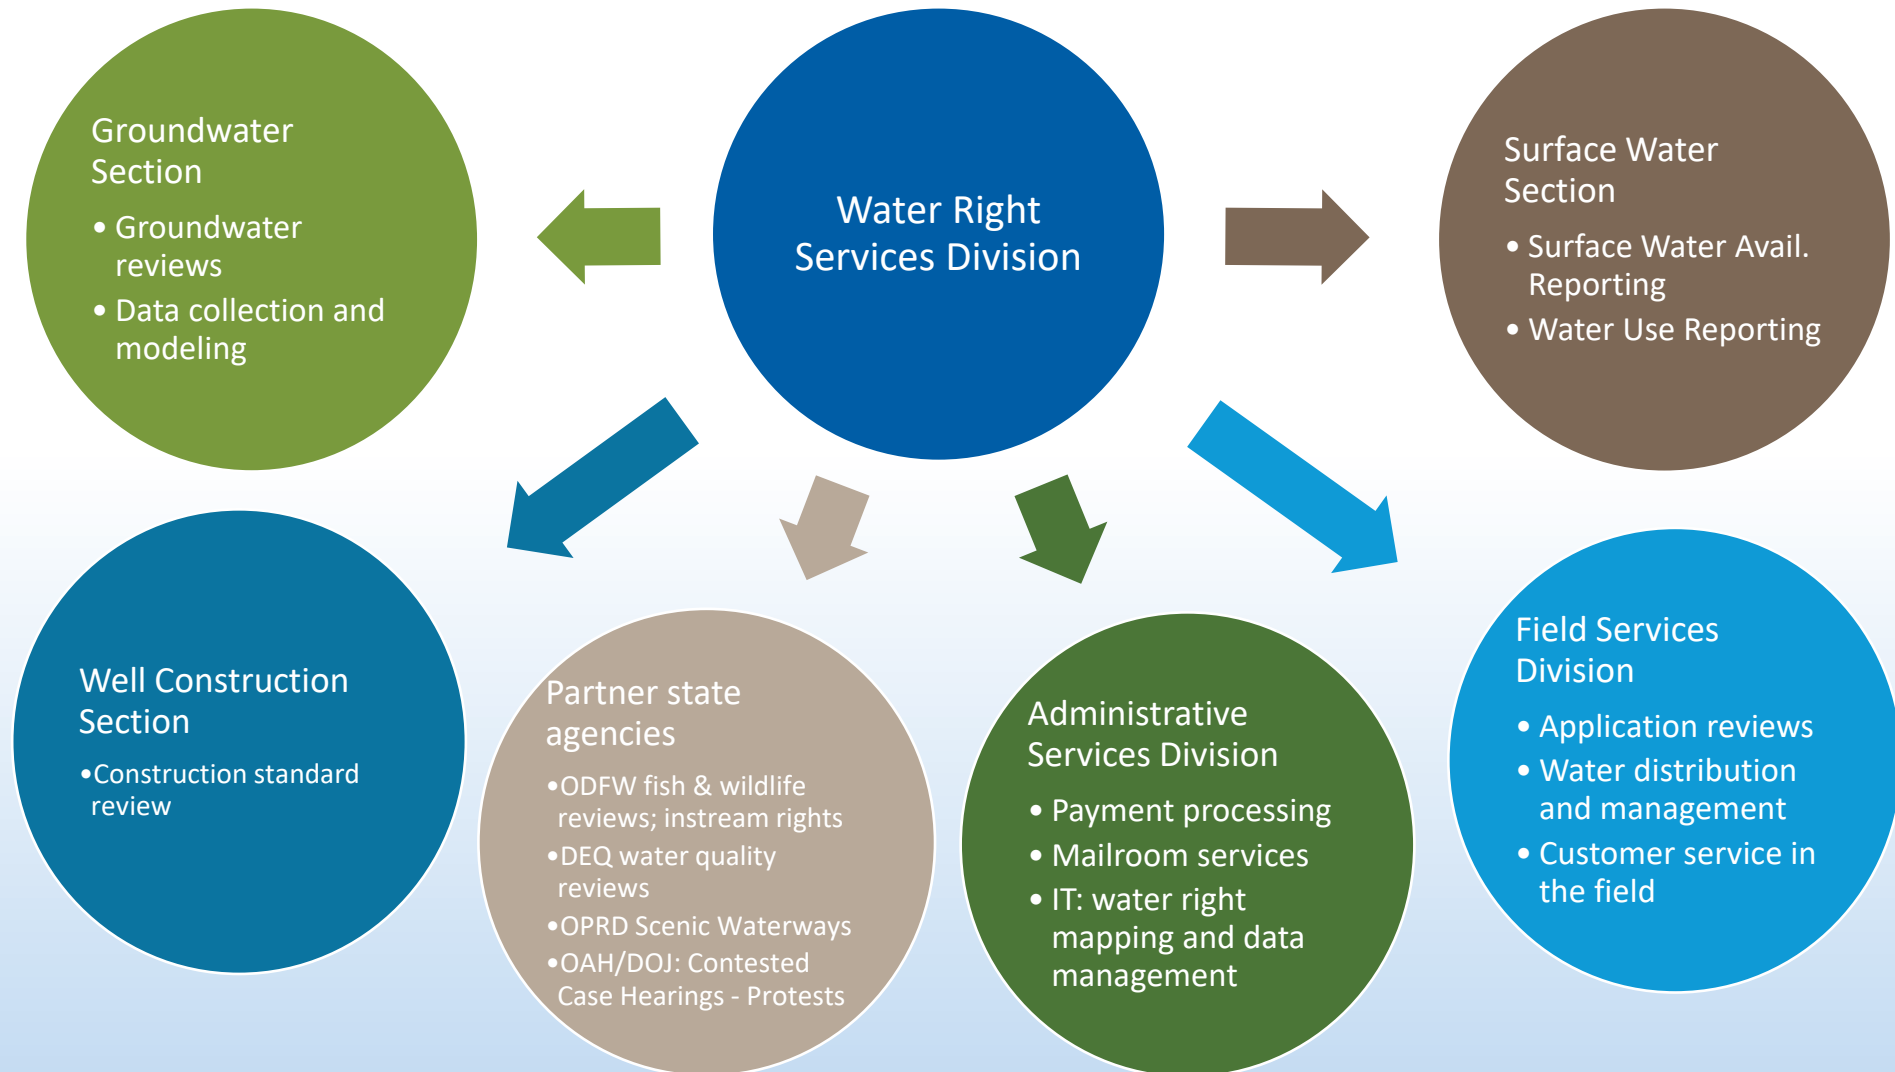 Groundwater
Section
• Groundwater
reviews
• Data collection and
modeling
Water Right
Services Division
Surface Water
Section
• Surface Water Avail.
Reporting
• Water Use Reporting
Well Construction
Section
•Construction standard
review
Partner state
agencies
•ODFW fish & wildlife
reviews; instream rights
•DEQ water quality
reviews
•OPRD Scenic Waterways
•OAH/DOJ: Contested
Case Hearings - Protests
Administrative
Services Division
• Payment processing
• Mailroom services
• IT: water right
mapping and data
management
Field Services
Division
• Application reviews
• Water distribution
and management
• Customer service in
the field